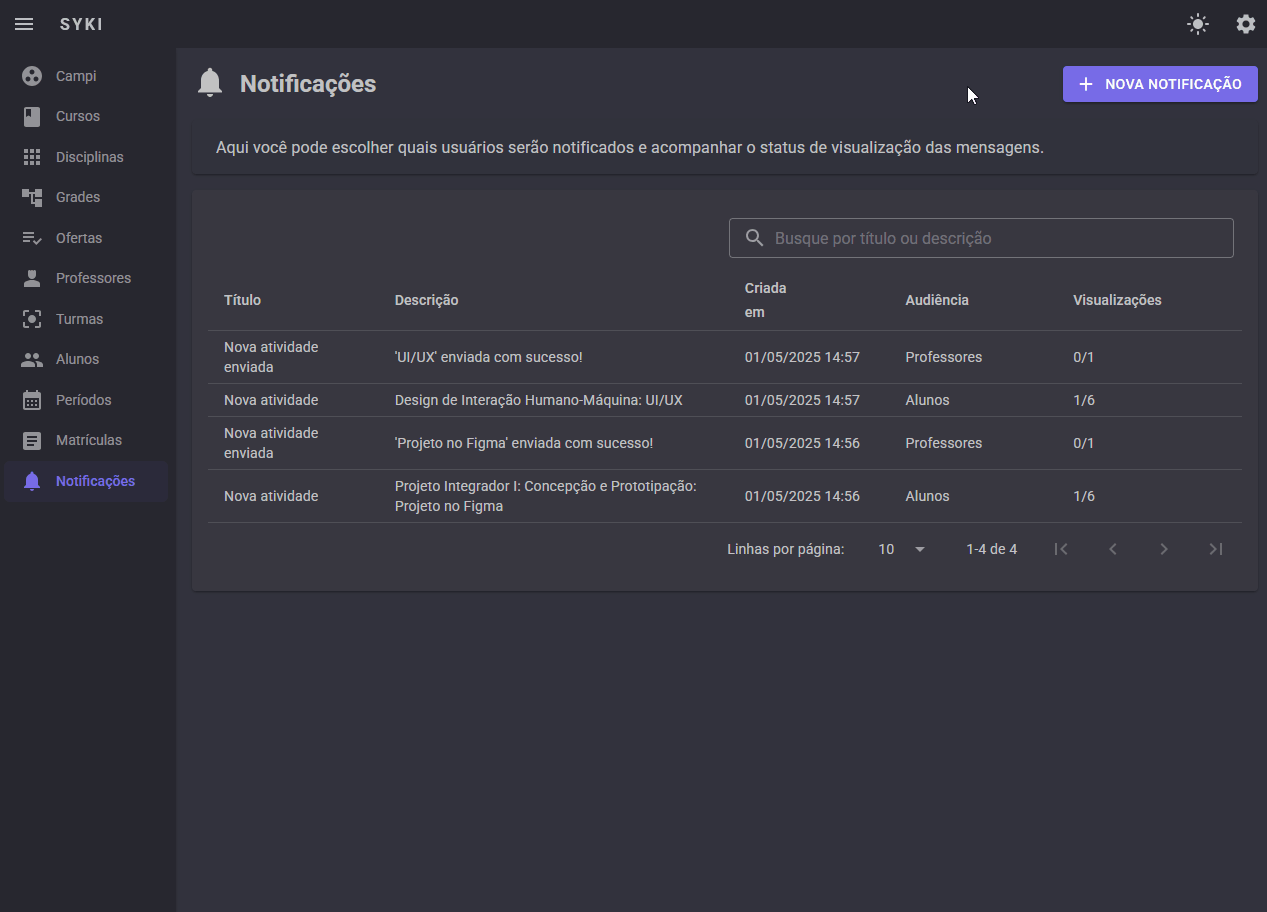 SYKI
Campi
Cursos
Disciplinas
Grades
Ofertas
Professores
Turmas
Alunos
Períodos
Matrículas
Notificações
Notificações
NOVA NOTIFICAÇÃO
Aqui você pode escolher quais usuários serão notificados e acompanhar o status de visualização das mensagens.
Busque por título ou descrição
Título
Descrição
Criada
em
Audiência
Visualizações
Nova atividade
enviada
'UI/UX' enviada com sucesso!
01/05/2025 14:57
Professores
0/1
Nova atividade
Design de Interação Humano-Máquina: UI/UX
01/05/2025 14:57
Alunos
1/6
Nova atividade
enviada
'Projeto no Figma' enviada com sucesso!
01/05/2025 14:56
Professores
0/1
Nova atividade
Projeto Integrador I: Concepção e Prototipação:
Projeto no Figma
01/05/2025 14:56
Alunos
1/6
Linhas por página:
10
1-4 de 4